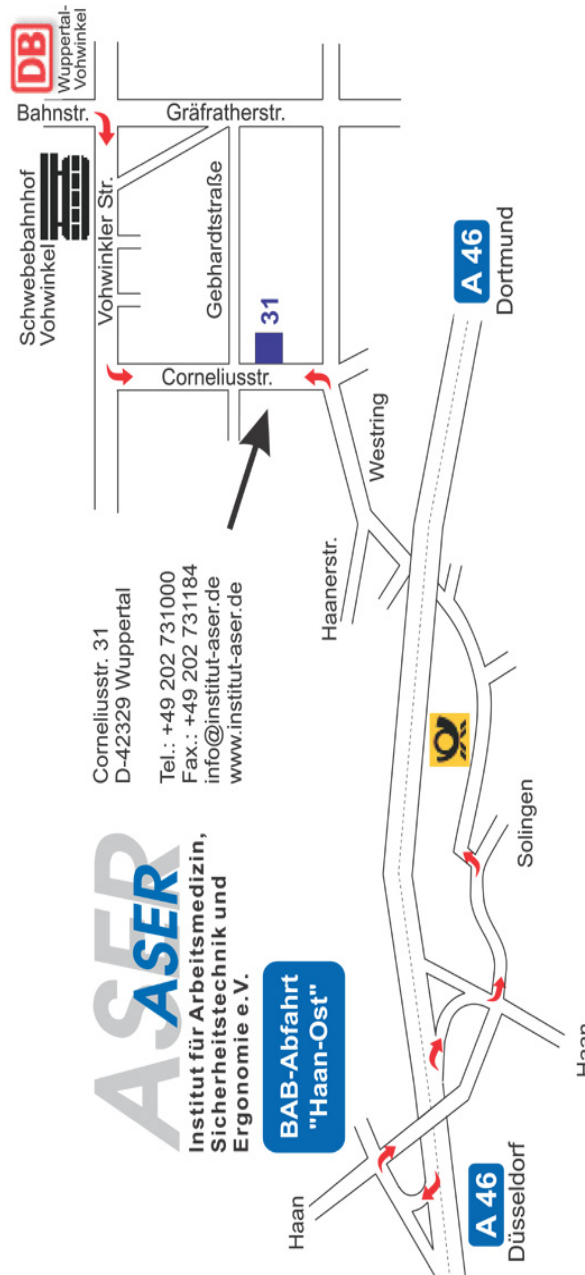 ASER
ASER
Institut für Arbeitsmedizin,
Sicherheitstechnik und
Ergonomie e.V.
Corneliusstr. 31
D-42329 Wuppertal
Tel.: +49 202 731000
Fax.: +49 202 731184
info@institut-aser.de
www.institut-aser.de
Schwebebahnhof
Vohwinkel
Bahnstr.
DB
Wuppertal-
Vohwinkel
Vohwinkler Str.
Gräfratherstr.
Gebhardtstraße
Corneliusstr.
31
BAB-Abfahrt
"Haan-Ost"
Haan
Haanerstr.
Westring
A 46
Dortmund
A 46
Düsseldorf
Haan
Solingen